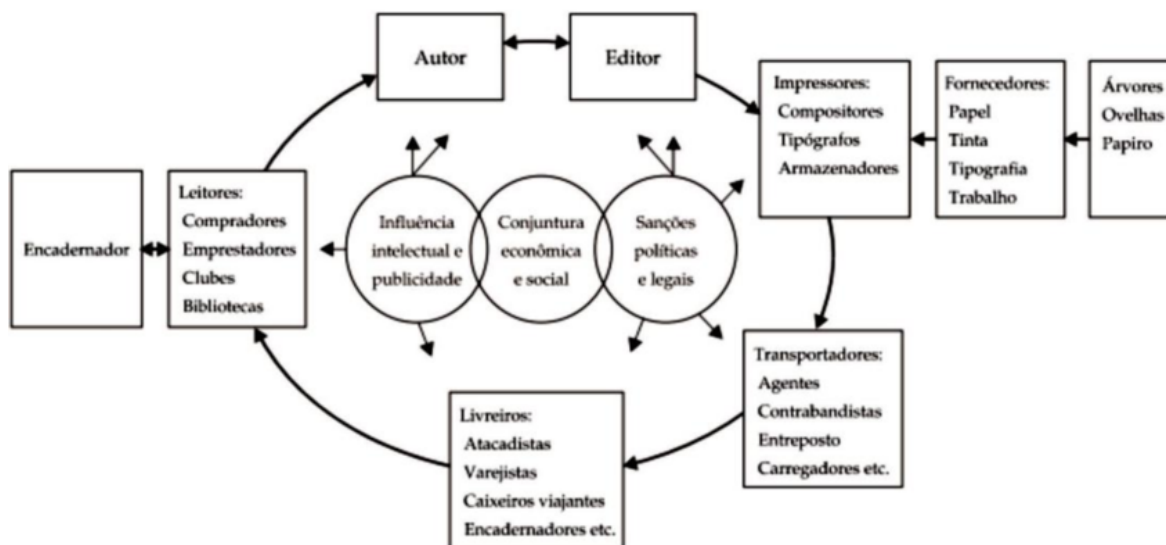 Autor
Editor
Impressores:
Compositores
Tipógrafos
Armazenadores
Fornecedores:
Papel
Tinta
Tipografia
Trabalho
Árvores
Ovelhas
Papiro
Encadernador
Leitores:
Compradores
Emprestadores
Clubes
Bibliotecas
Influência
intelectual e
publicidade
Conjuntura
econômica
e social
Sanções
políticas
e legais
Transportadores:
Agentes
Contrabandistas
Entreposto
Carregadores etc.
Livreiros:
Atacadistas
Varejistas
Caixeiros viajantes
Encadernadores etc.